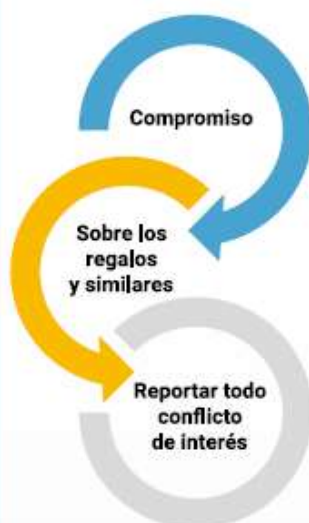 Compromiso
Sobre los
regalos
y similares
Reportar todo
conflicto
de interés